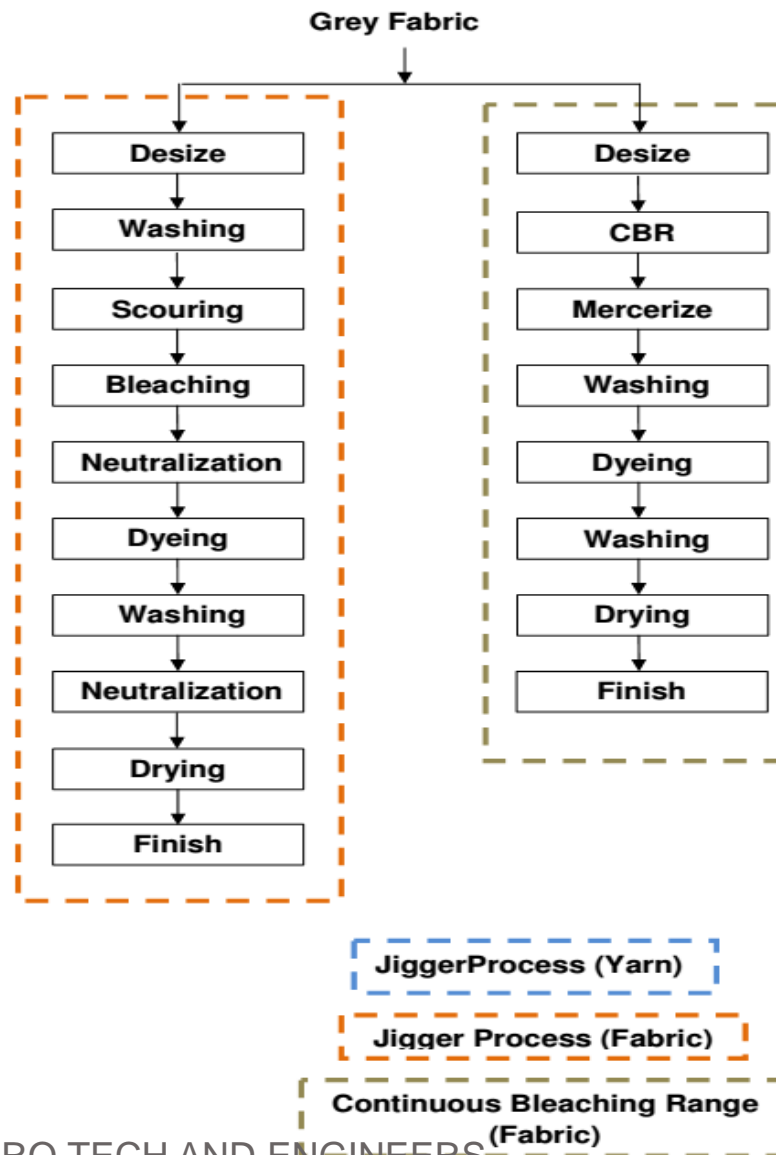 Grey Fabric
Desize
Washing
Scouring
Bleaching
Neutralization
Dyeing
Washing
Neutralization
Drying
Finish
Desize
CBR
Mercerize
Washing
Dyeing
Washing
Drying
Finish
JiggerProcess (Yarn)
Jigger Process (Fabric)
Continuous Bleaching Range
(Fabric)
TECH AND ENGINEERS